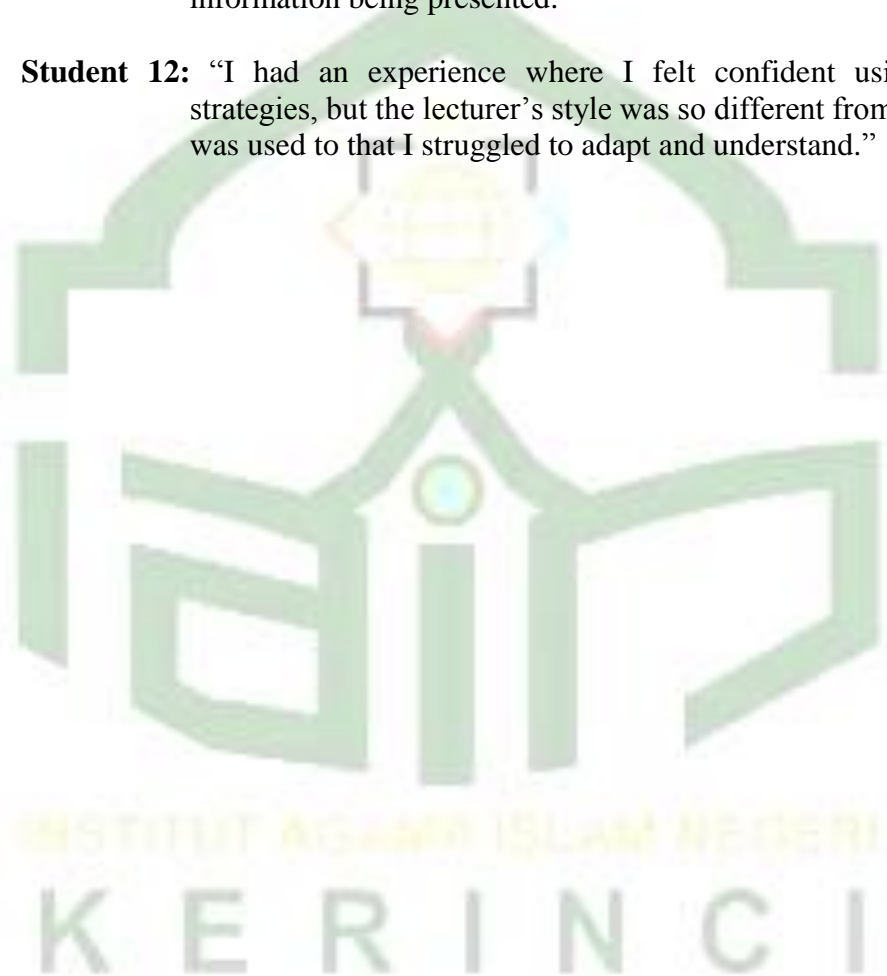 information being presented.
Student 12: “I had an experience where I felt confident
strategies, but the lecturer’s style was so different from
was used to that I struggled to adapt and understand.”
INSTITUT AGAMA ISLAM NEGERI
KERINCI